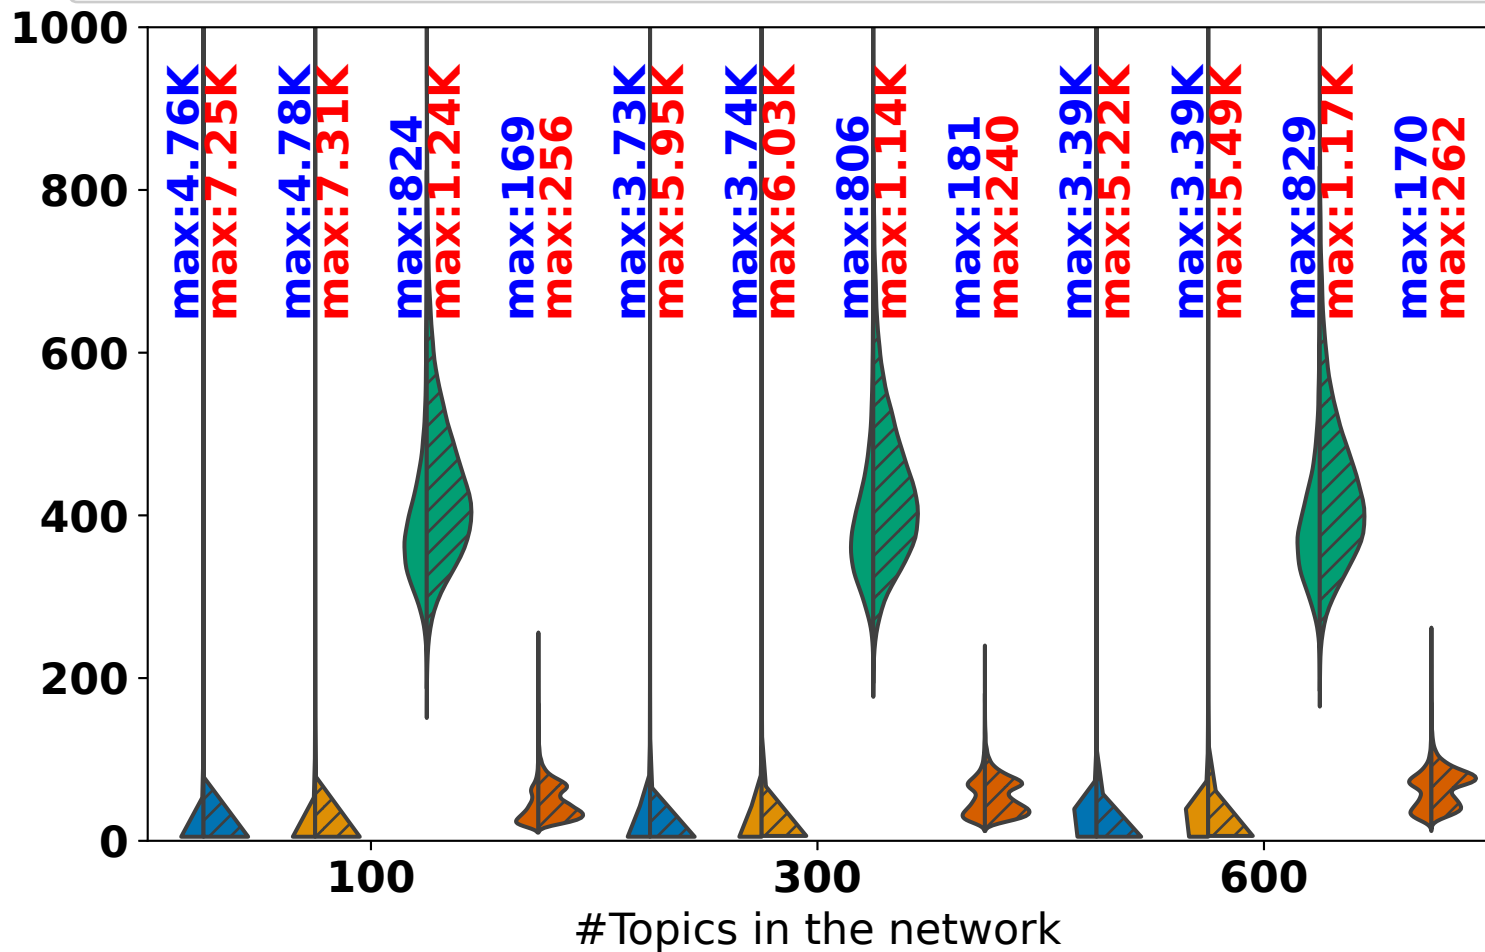 1000
800
600
400
200
0
max:4.76K
max:7.25K
max:4.78K
max:7.31K
max:824
max:1.24K
max:169
max:256
max:3.73K
max:5.95K
max:3.74K
max:6.03K
max:806
max:1.14K
max:181
max:240
max:3.39K
max:5.22K
max:3.39K
max:5.49K
max:829
max:1.17K
max:170
max:262
100
300
600
#Topics in the network